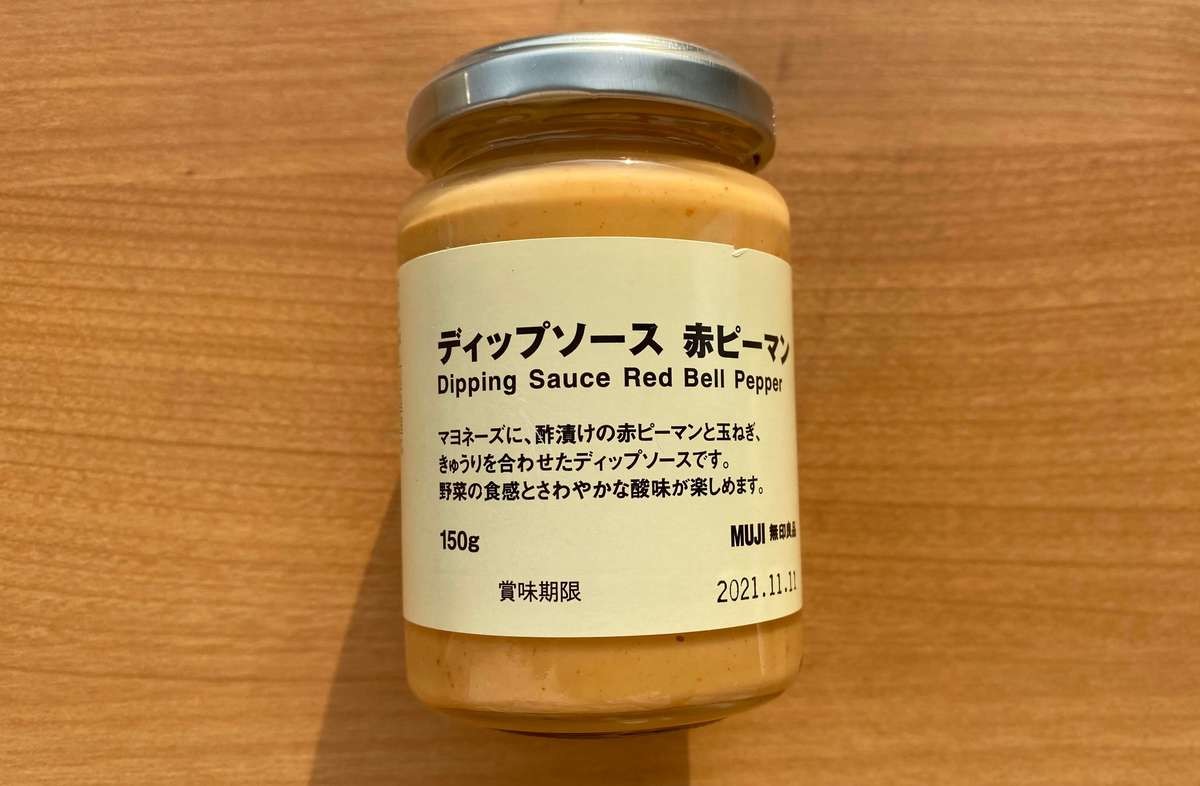 ディップソース 赤ピーマン
Dipping Sauce Red Bell Pepper
マヨネーズに、酢漬けの赤ピーマンと玉ねぎ、
きゅうりを合わせたディップソースです。
野菜の食感とさわやかな酸味が楽しめます。
150g
MUJI 無印良品
賞味期限 2021.11.11